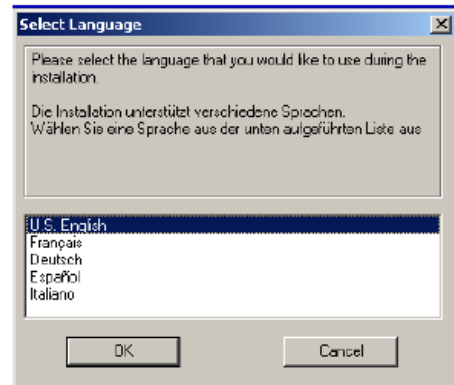 Select Language
Please select the language that you would like to use during the
installation.
Die Installation unterstützt verschiedene Sprachen.
Wählen Sie eine Sprache aus der unten aufgeführten Liste aus
U.S. English
Français
Deutsch
Español
Italiano
OK
Cancel